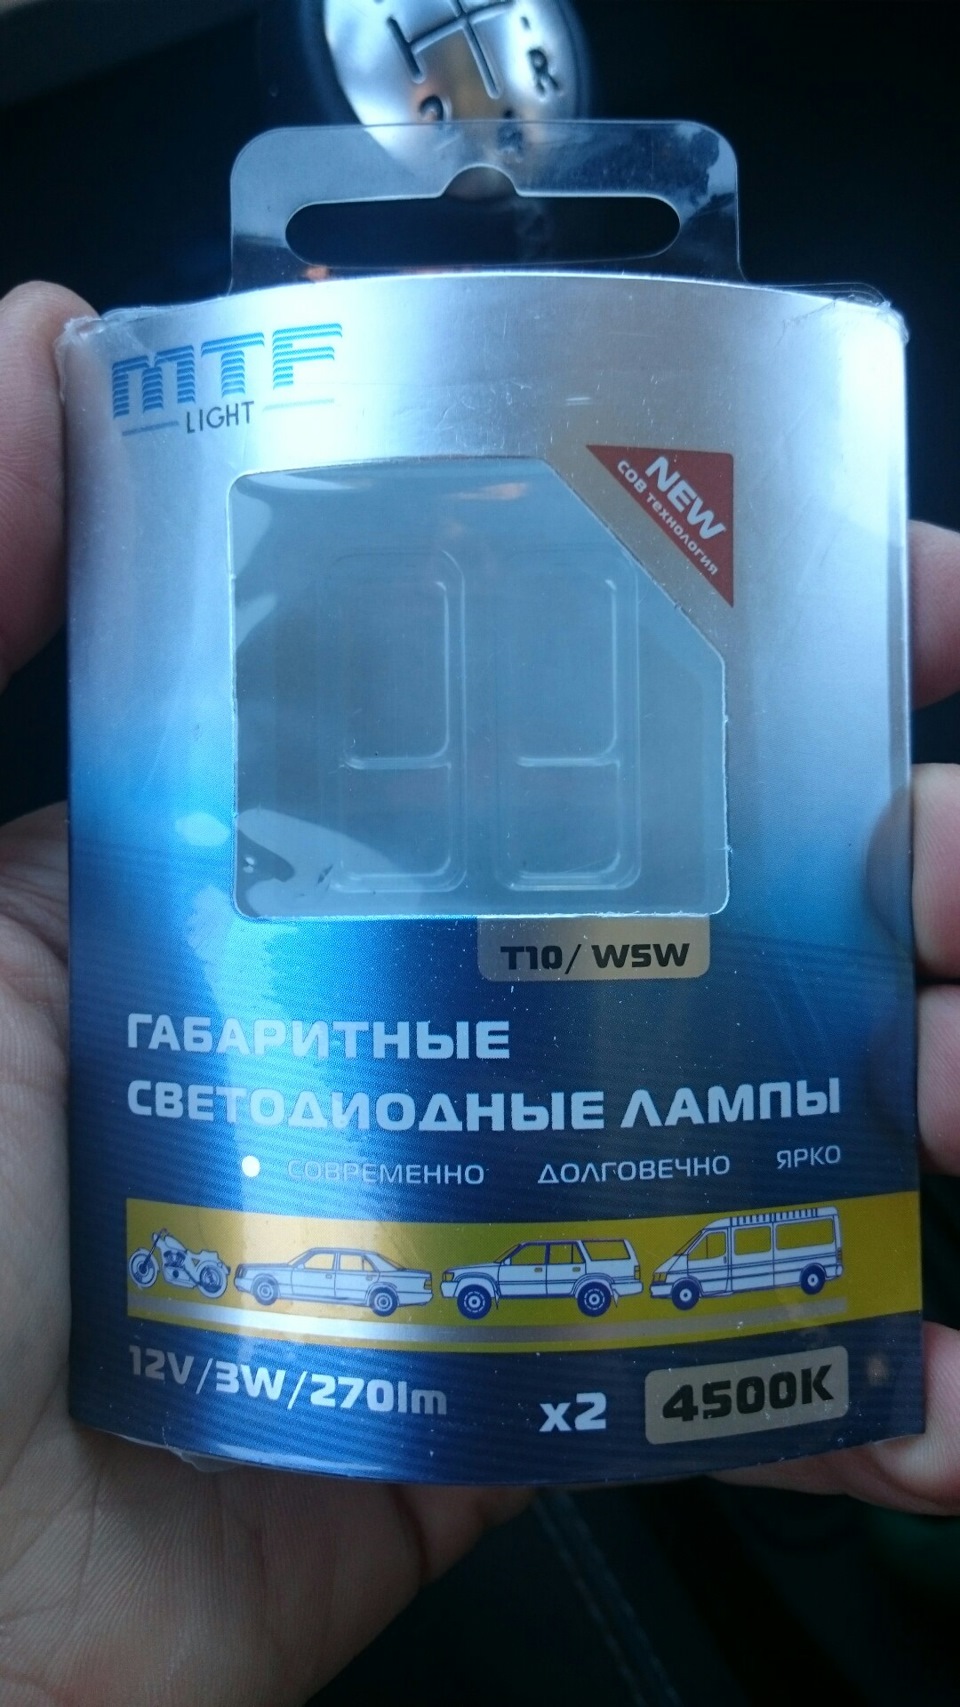 R
MTF
LIGHT
NEW
COB ТЕХНОЛОГИЯ
T10/ W5W
ГАБАРИТНЫЕ
СВЕТОДИОДНЫЕ ЛАМПЫ
СОВРЕМЕННО ДОЛГОВЕЧНО ЯРКО
12V/3W/270lm x2 4500K